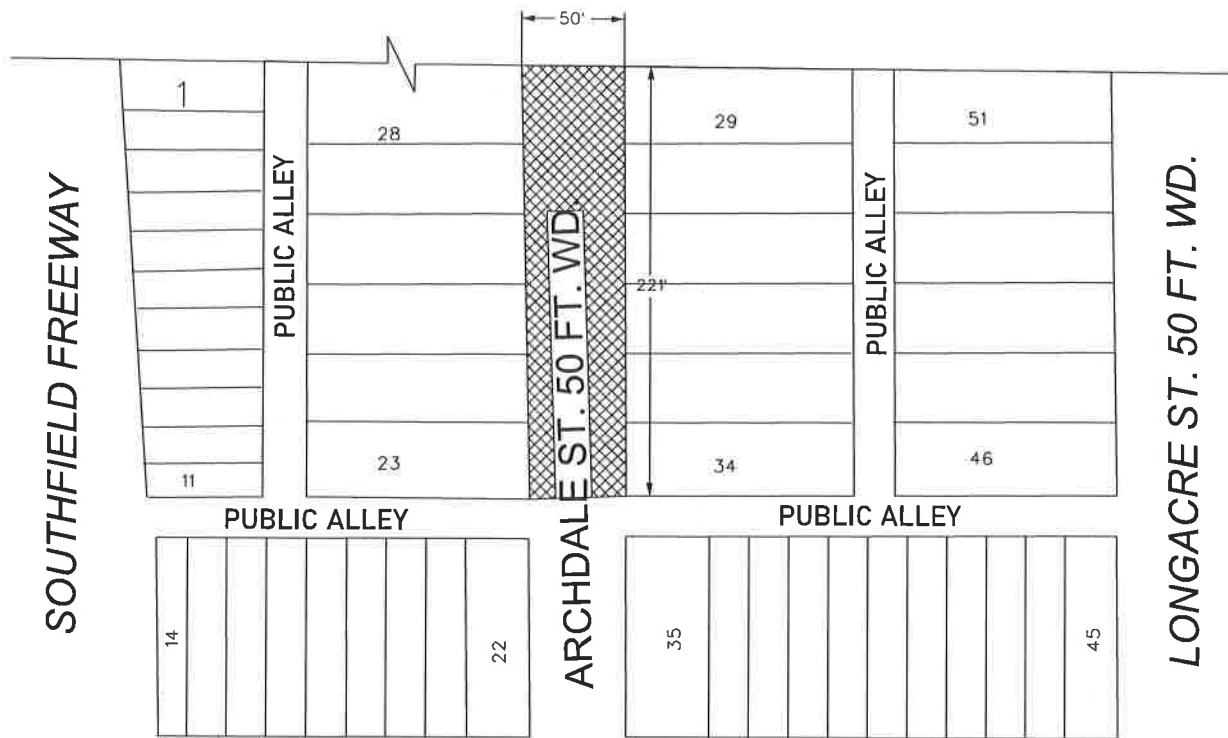 50'
1
28
29
51
SOUTHFIELD FREEWAY
PUBLIC ALLEY
ARCHDALE ST. 50 FT. WD.
221'
PUBLIC ALLEY
LONGACRE ST. 50 FT. WD.
11
23
34
46
PUBLIC ALLEY
PUBLIC ALLEY
14
22
35
45